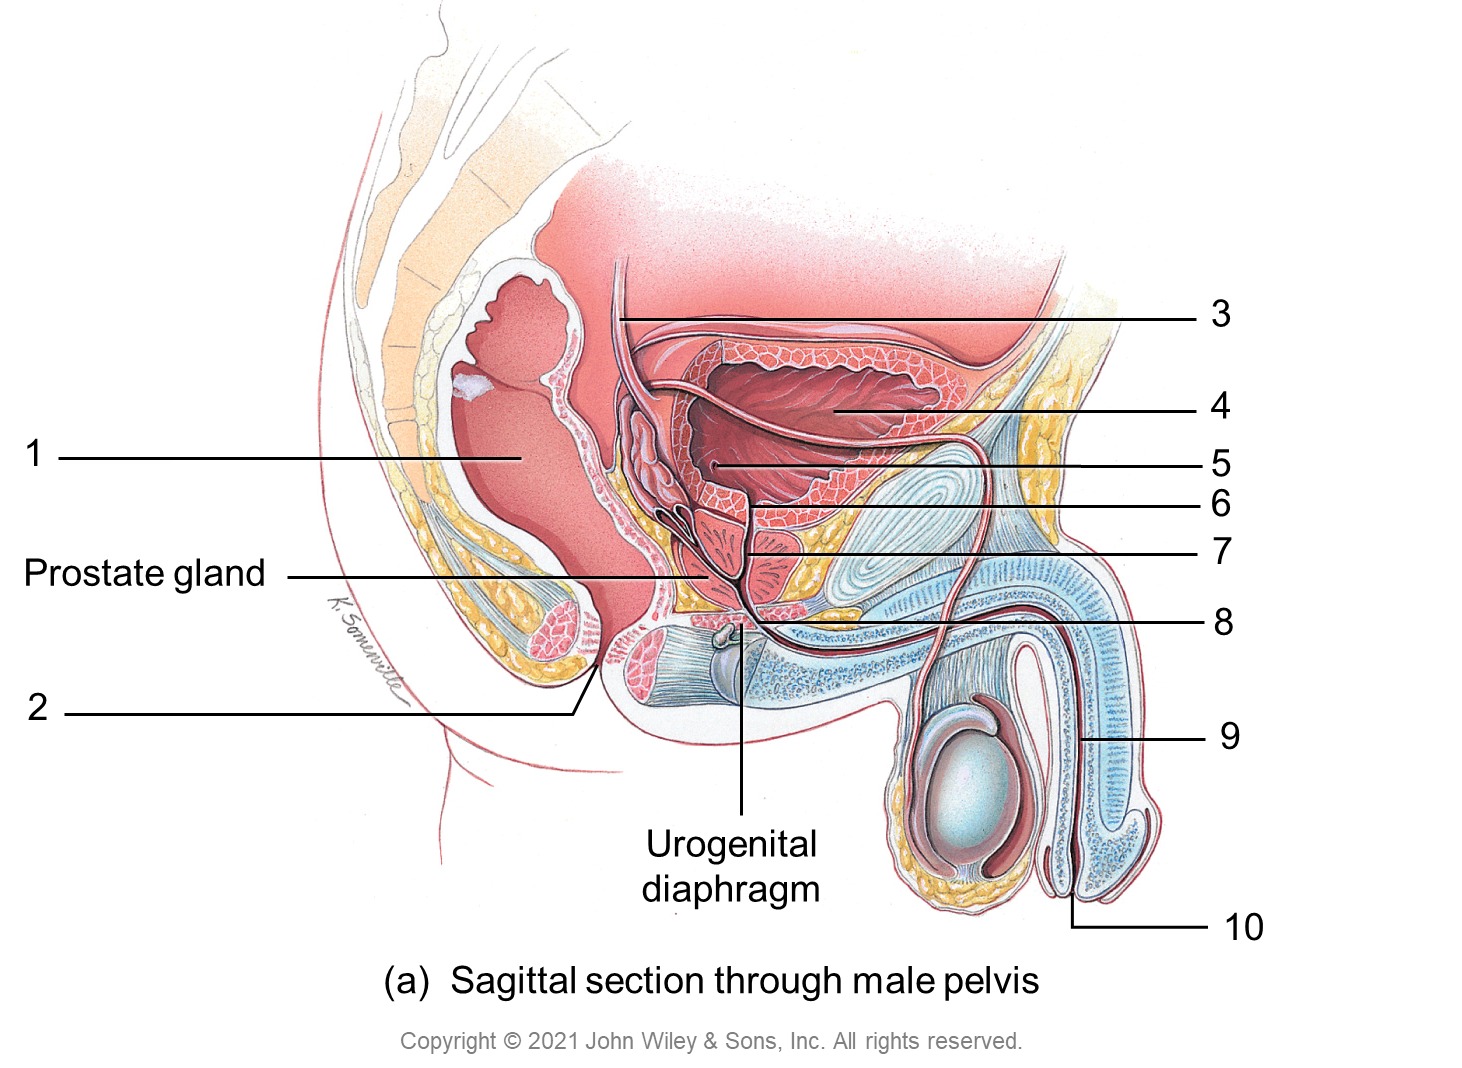 3
4
1
5
6
7
Prostate gland
K. Somerville
8
2
9
Urogenital
diaphragm
10
(a) Sagittal section through male pelvis
Copyright © 2021 John Wiley & Sons, Inc. All rights reserved.